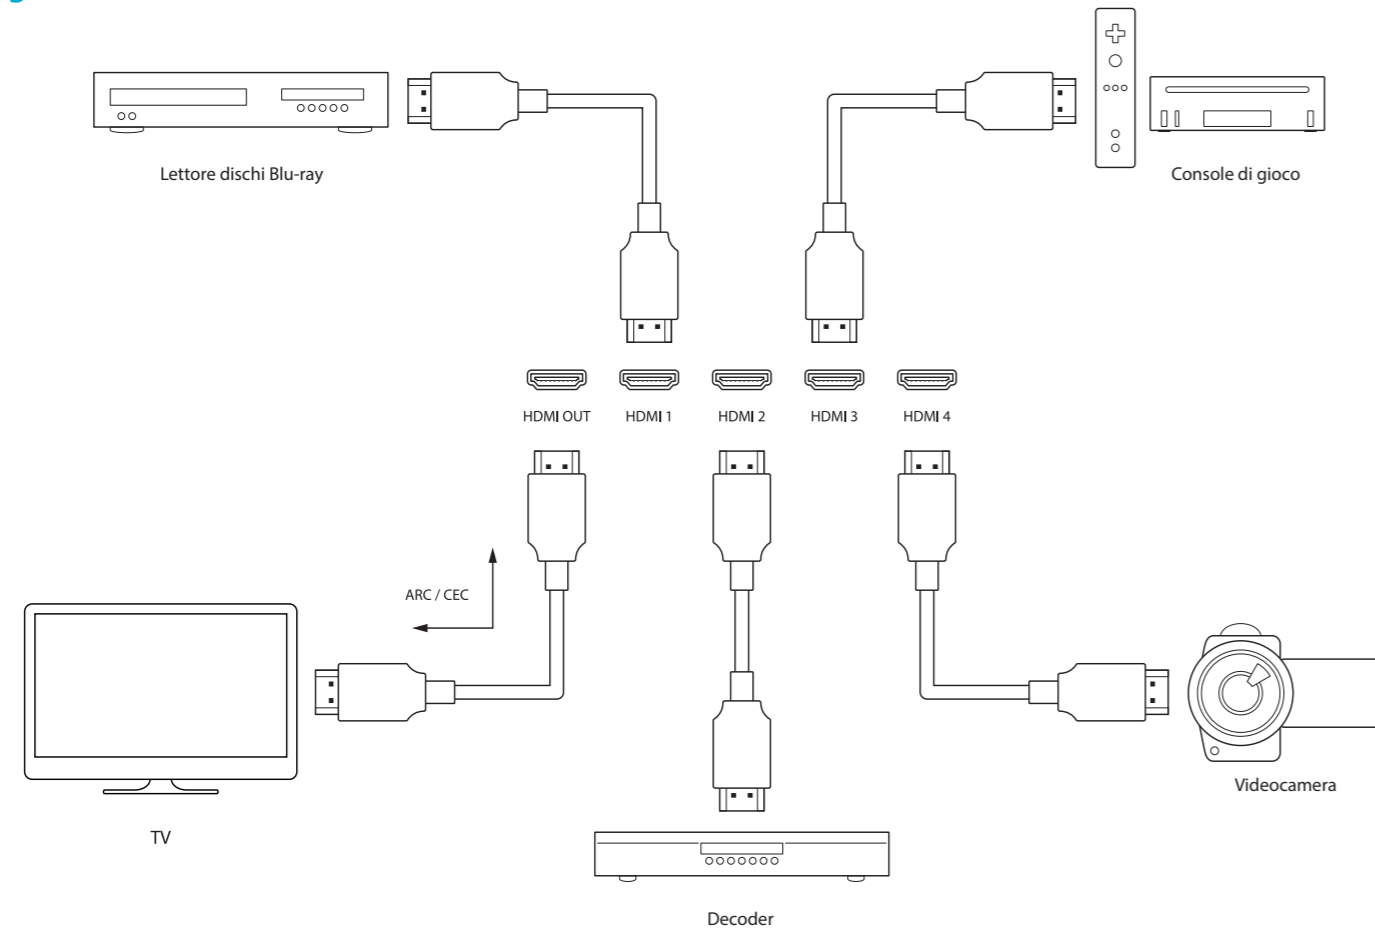 Lettore dischi Blu-ray
Console di gioco
HDMI OUT
HDMI 1
HDMI 2
HDMI 3
HDMI 4
ARC / CEC
TV
Videocamera
Decoder